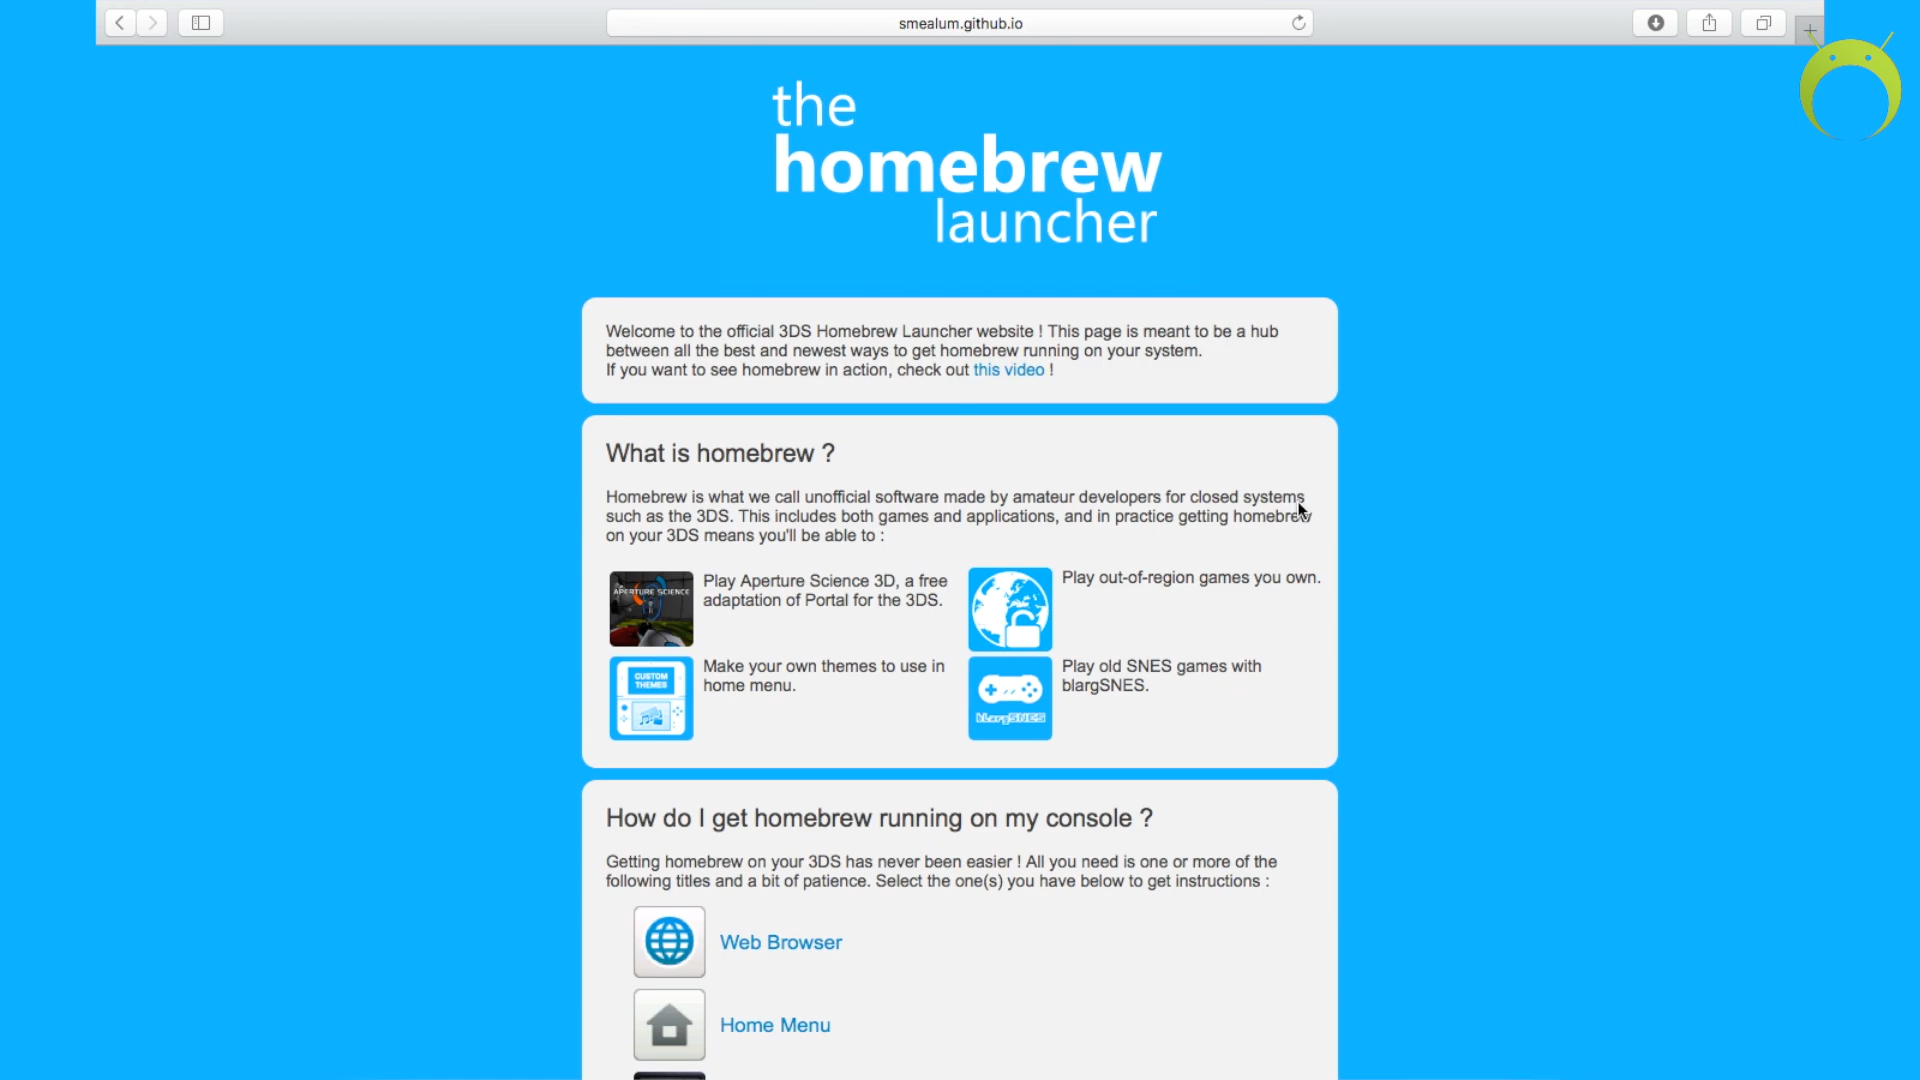 smealum.github.io
the
homebrew
launcher
Welcome to the official 3DS Homebrew Launcher website ! This page is meant to be a hub
between all the best and newest ways to get homebrew running on your system.
If you want to see homebrew in action, check out this video !
What is homebrew ?
Homebrew is what we call unofficial software made by amateur developers for closed systems
such as the 3DS. This includes both games and applications, and in practice getting homebrew
on your 3DS means you'll be able to :
APERTURE SCIENCE
Play Aperture Science 3D, a free
adaptation of Portal for the 3DS.
Play out-of-region games you own.
CUSTOM
THEMES
Make your own themes to use in
home menu.
blargSNES
Play old SNES games with
blargSNES.
How do I get homebrew running on my console ?
Getting homebrew on your 3DS has never been easier ! All you need is one or more of the
following titles and a bit of patience. Select the one(s) you have below to get instructions :
Web Browser
Home Menu